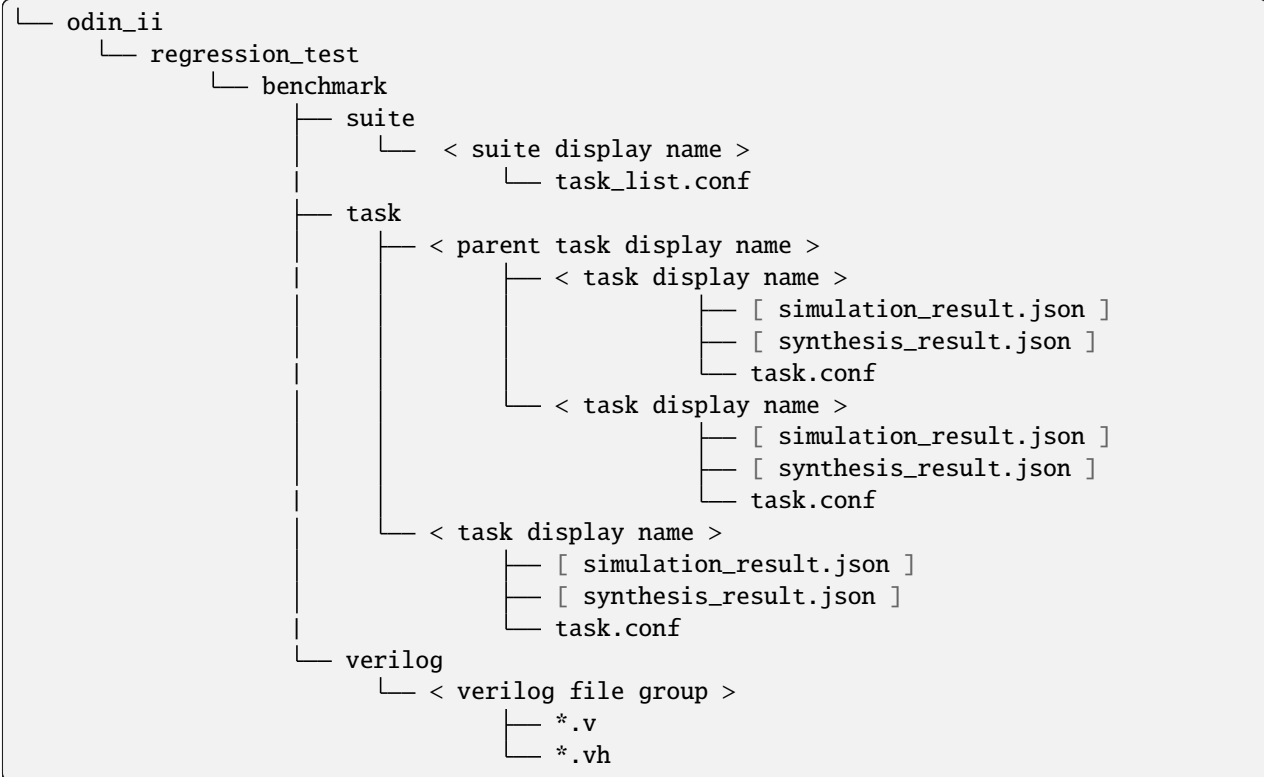 └── odin_ii
└── regression_test
└── benchmark
├── suite
│ └── < suite display name >
| └── task_list.conf
├── task
│ ├── < parent task display name >
| │ ├── < task display name >
│ │ │ ├── [ simulation_result.json ]
│ │ │ ├── [ synthesis_result.json ]
| │ │ └── task.conf
│ │ └── < task display name >
│ │ ├── [ simulation_result.json ]
│ │ ├── [ synthesis_result.json ]
| │ └── task.conf
│ └── < task display name >
│ ├── [ simulation_result.json ]
│ ├── [ synthesis_result.json ]
| └── task.conf
└── verilog
└── < verilog file group >
├── *.v
└── *.vh